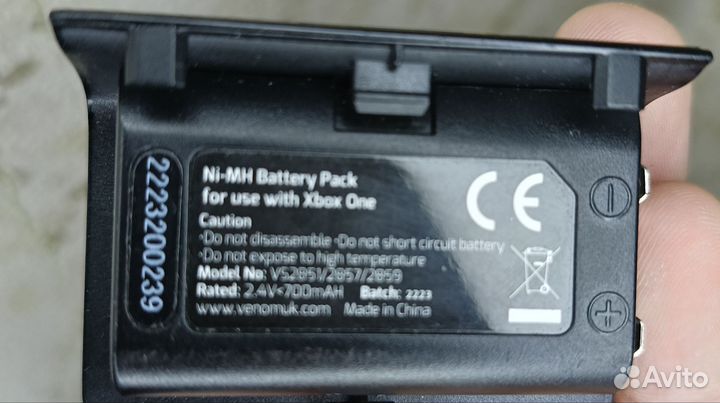 Ni-MH Battery Pack
for use with Xbox One
Caution
•Do not disassemble •Do not short circuit battery
•Do not expose to high temperature
Model No: VS2851/2857/2859
Rated: 2.4V⎓700mAH Batch: 2223
www.venomuk.com Made in China
CE
2223200239
Avito